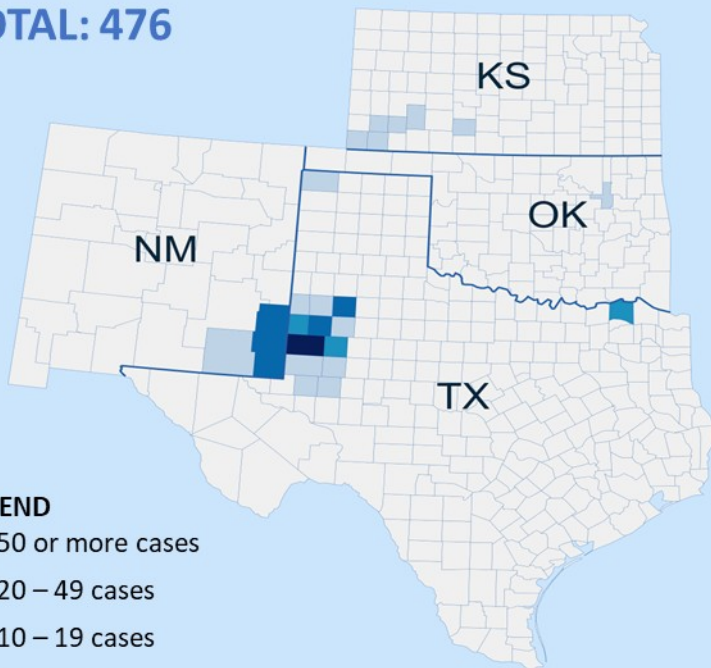 OTAL: 476
KS
OK
NM
TX
END
50 or more cases
20 – 49 cases
10 – 19 cases